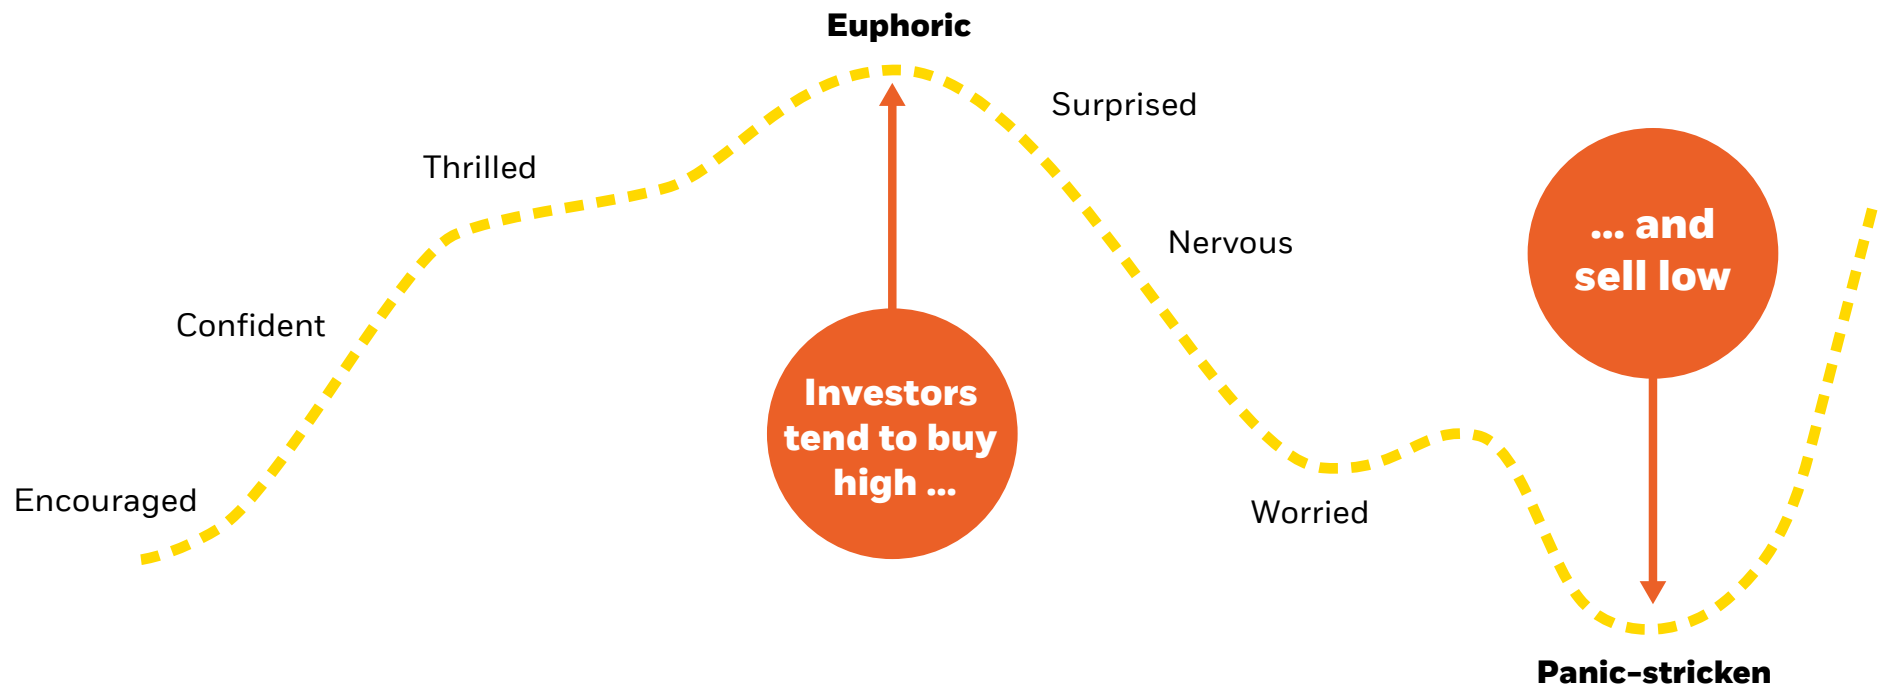 Euphoric
Surprised
Thrilled
... and
sell low
Nervous
Confident
Investors
tend to buy
high ...
Encouraged
Worried
Panic-stricken